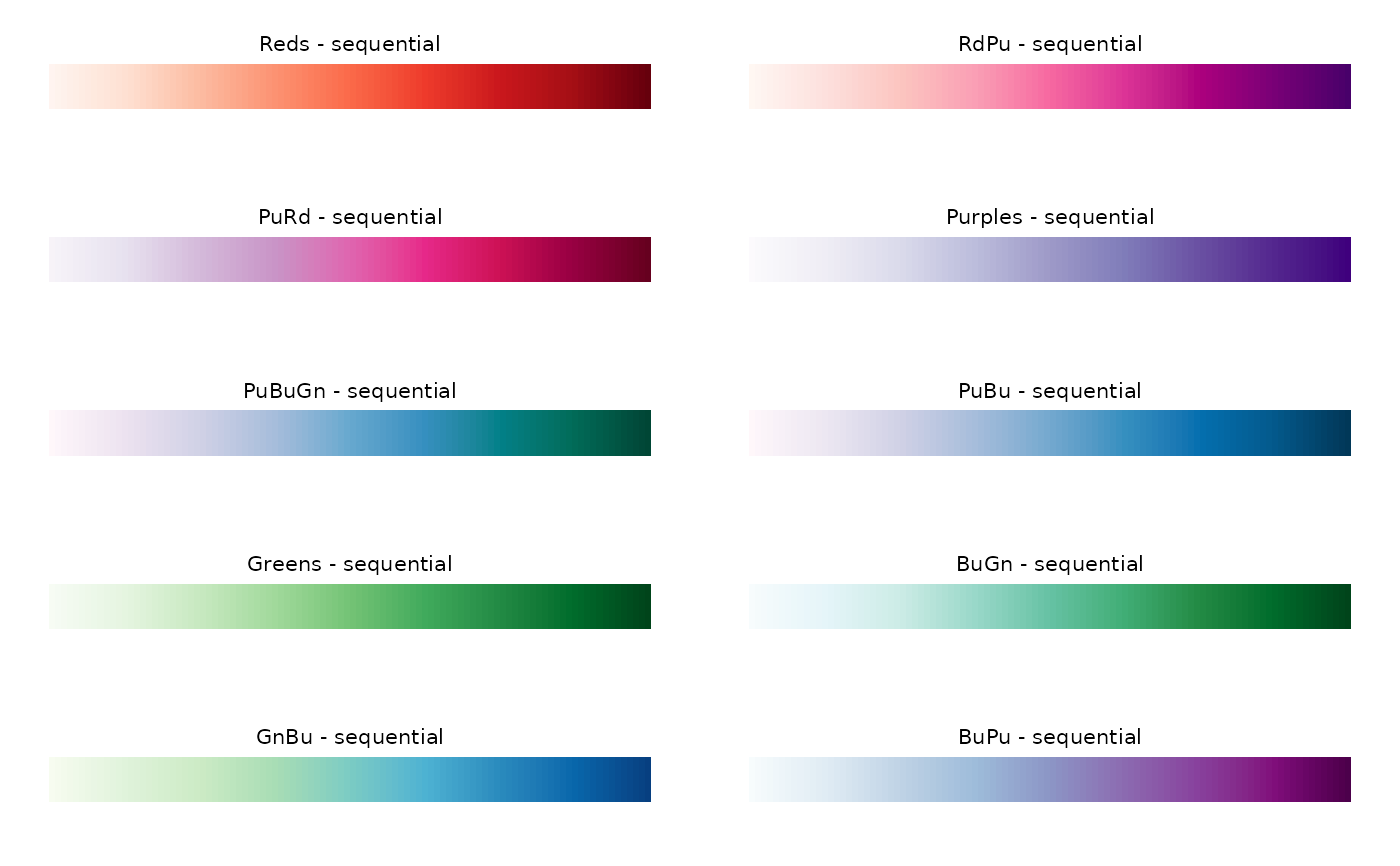 Reds - sequential
RdPu - sequential
PuRd - sequential
Purples - sequential
PuBuGn - sequential
PuBu - sequential
Greens - sequential
BuGn - sequential
GnBu - sequential
BuPu - sequential